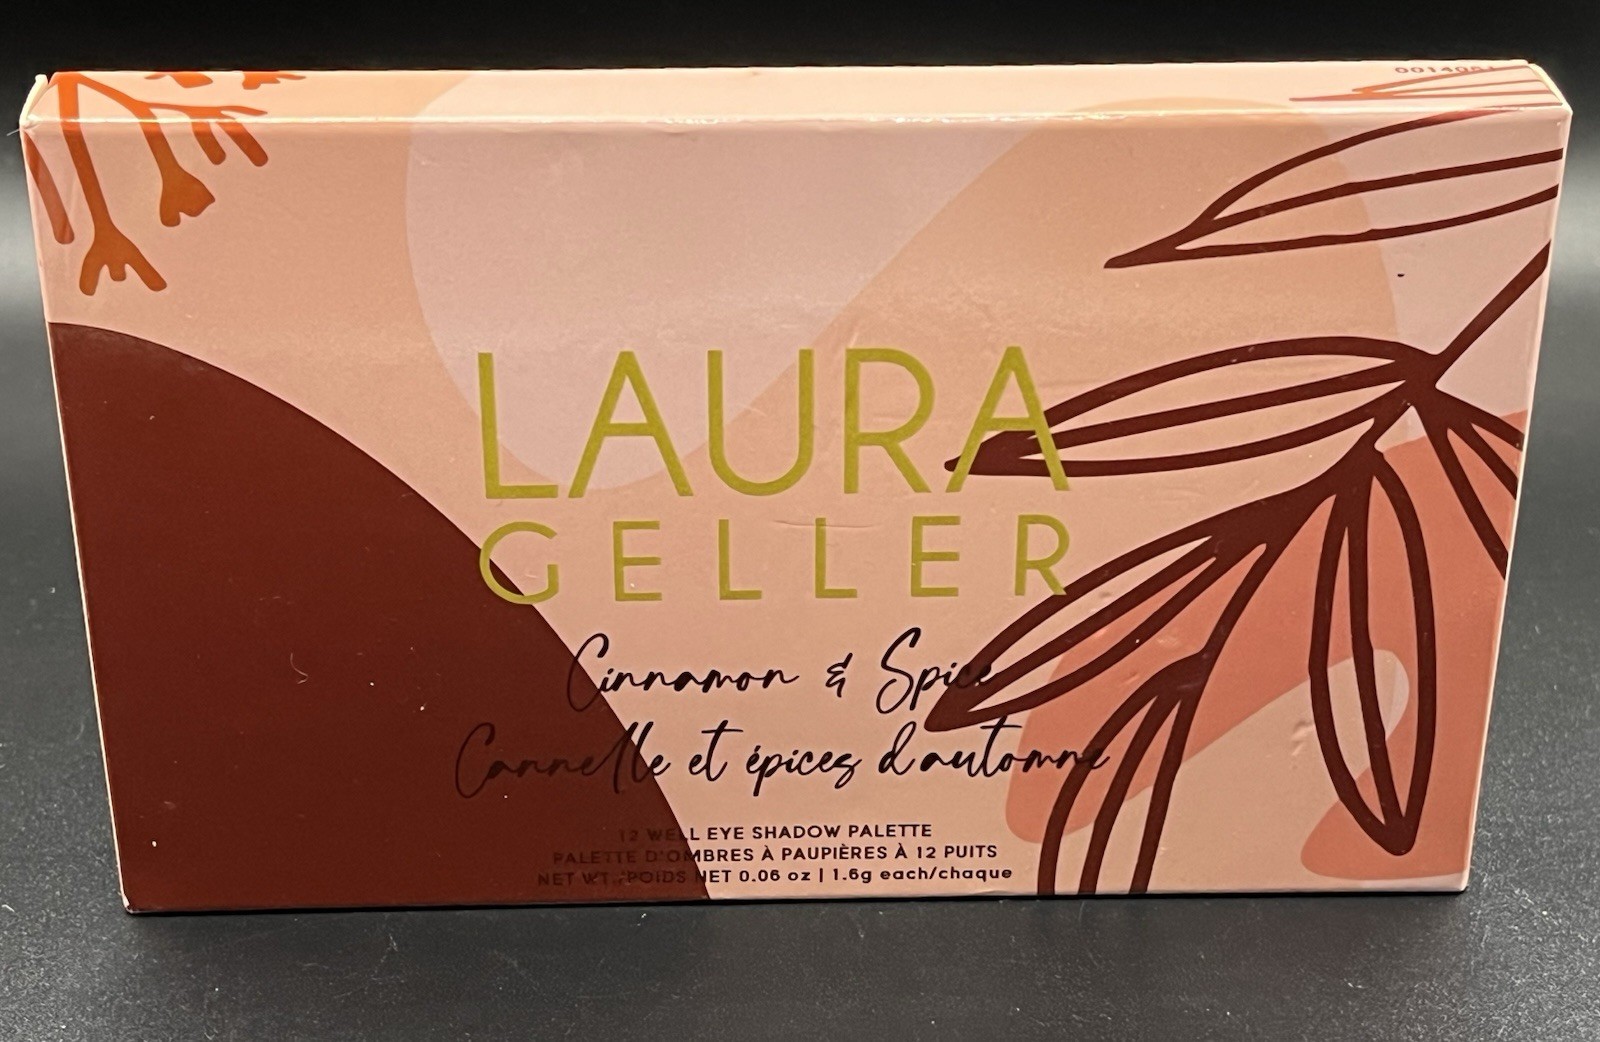 LAURA
GELLER
Cinnamon & Spice
Cannelle et épices d'automne
12 WELL EYE SHADOW PALETTE
PALETTE D'OMBRES À PAUPIÈRES À 12 PUITS
NET WT./POIDS NET 0.06 oz | 1.6g each/chaque